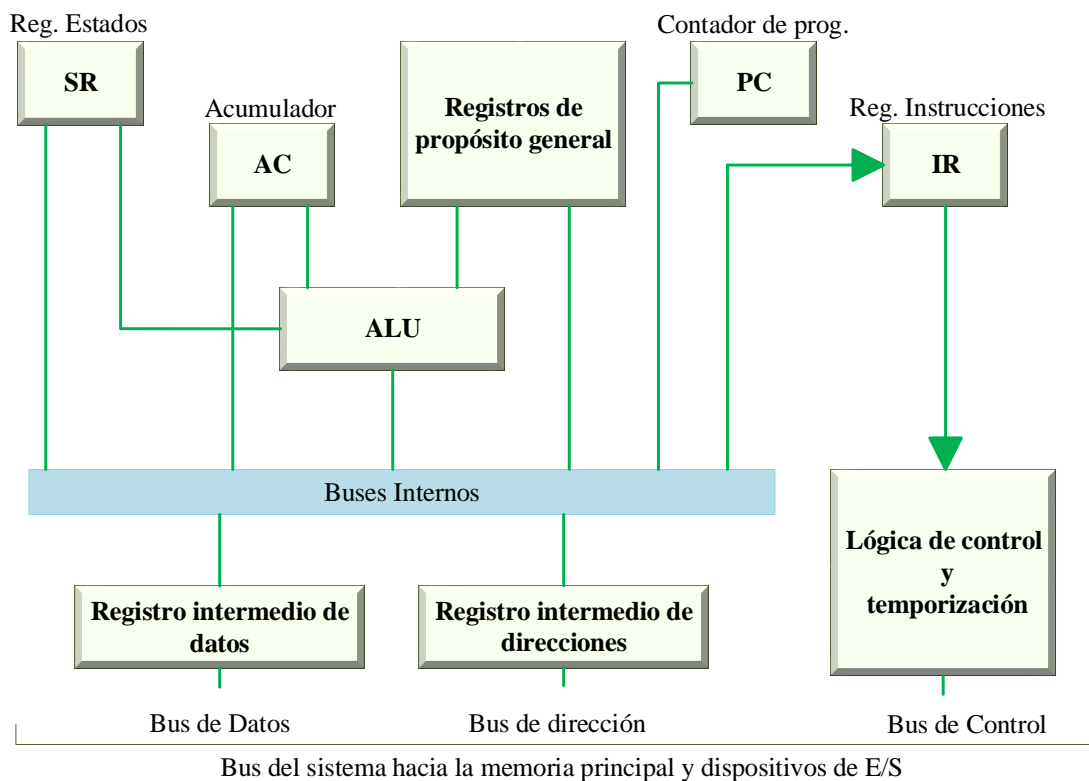 Reg. Estados
SR
Acumulador
AC
Registros de
propósito general
Contador de prog.
PC
Reg. Instrucciones
IR
ALU
Buses Internos
Lógica de control
y
temporización
Registro intermedio de
datos
Registro intermedio de
direcciones
Bus de Datos
Bus de dirección
Bus de Control
Bus del sistema hacia la memoria principal y dispositivos de E/S